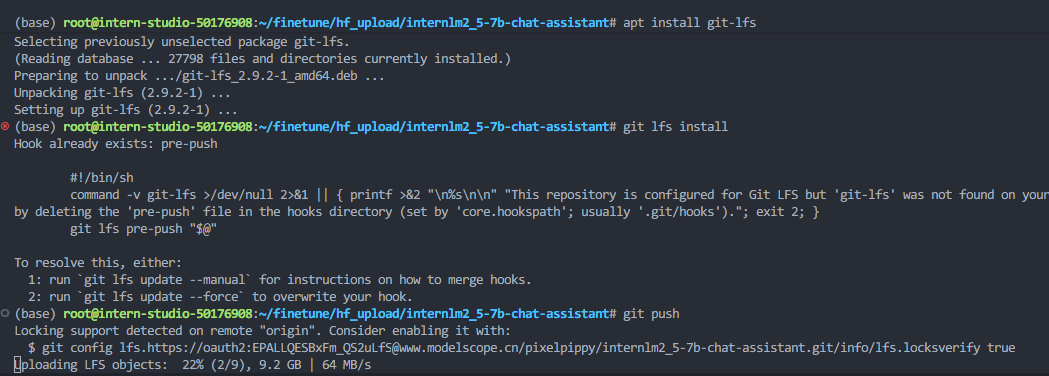 (base) root@intern-studio-50176908:~/finetune/hf_upload/internlm2_5-7b-chat-assistant# apt install git-lfs
Selecting previously unselected package git-lfs.
(Reading database ... 27798 files and directories currently installed.)
Preparing to unpack .../git-lfs_2.9.2-1_amd64.deb ...
Unpacking git-lfs (2.9.2-1) ...
Setting up git-lfs (2.9.2-1) ...
(base) root@intern-studio-50176908:~/finetune/hf_upload/internlm2_5-7b-chat-assistant# git lfs install
Hook already exists: pre-push
#!/bin/sh
command -v git-lfs >/dev/null 2>&1 || { printf >&2 "\n%s\n\n" "This repository is configured for Git LFS but 'git-lfs' was not found on your
by deleting the 'pre-push' file in the hooks directory (set by 'core.hookspath'; usually '.git/hooks')."; exit 2; }
git lfs pre-push "$@"
To resolve this, either:
1: run `git lfs update --manual` for instructions on how to merge hooks.
2: run `git lfs update --force` to overwrite your hook.
(base) root@intern-studio-50176908:~/finetune/hf_upload/internlm2_5-7b-chat-assistant# git push
Locking support detected on remote "origin". Consider enabling it with:
$ git config lfs.https://oauth2:EPALLQESBxFm_QS2uLfS@www.modelscope.cn/pixelpippy/internlm2_5-7b-chat-assistant.git/info/lfs.locksverify true
Uploading LFS objects: 22% (2/9), 9.2 GB | 64 MB/s